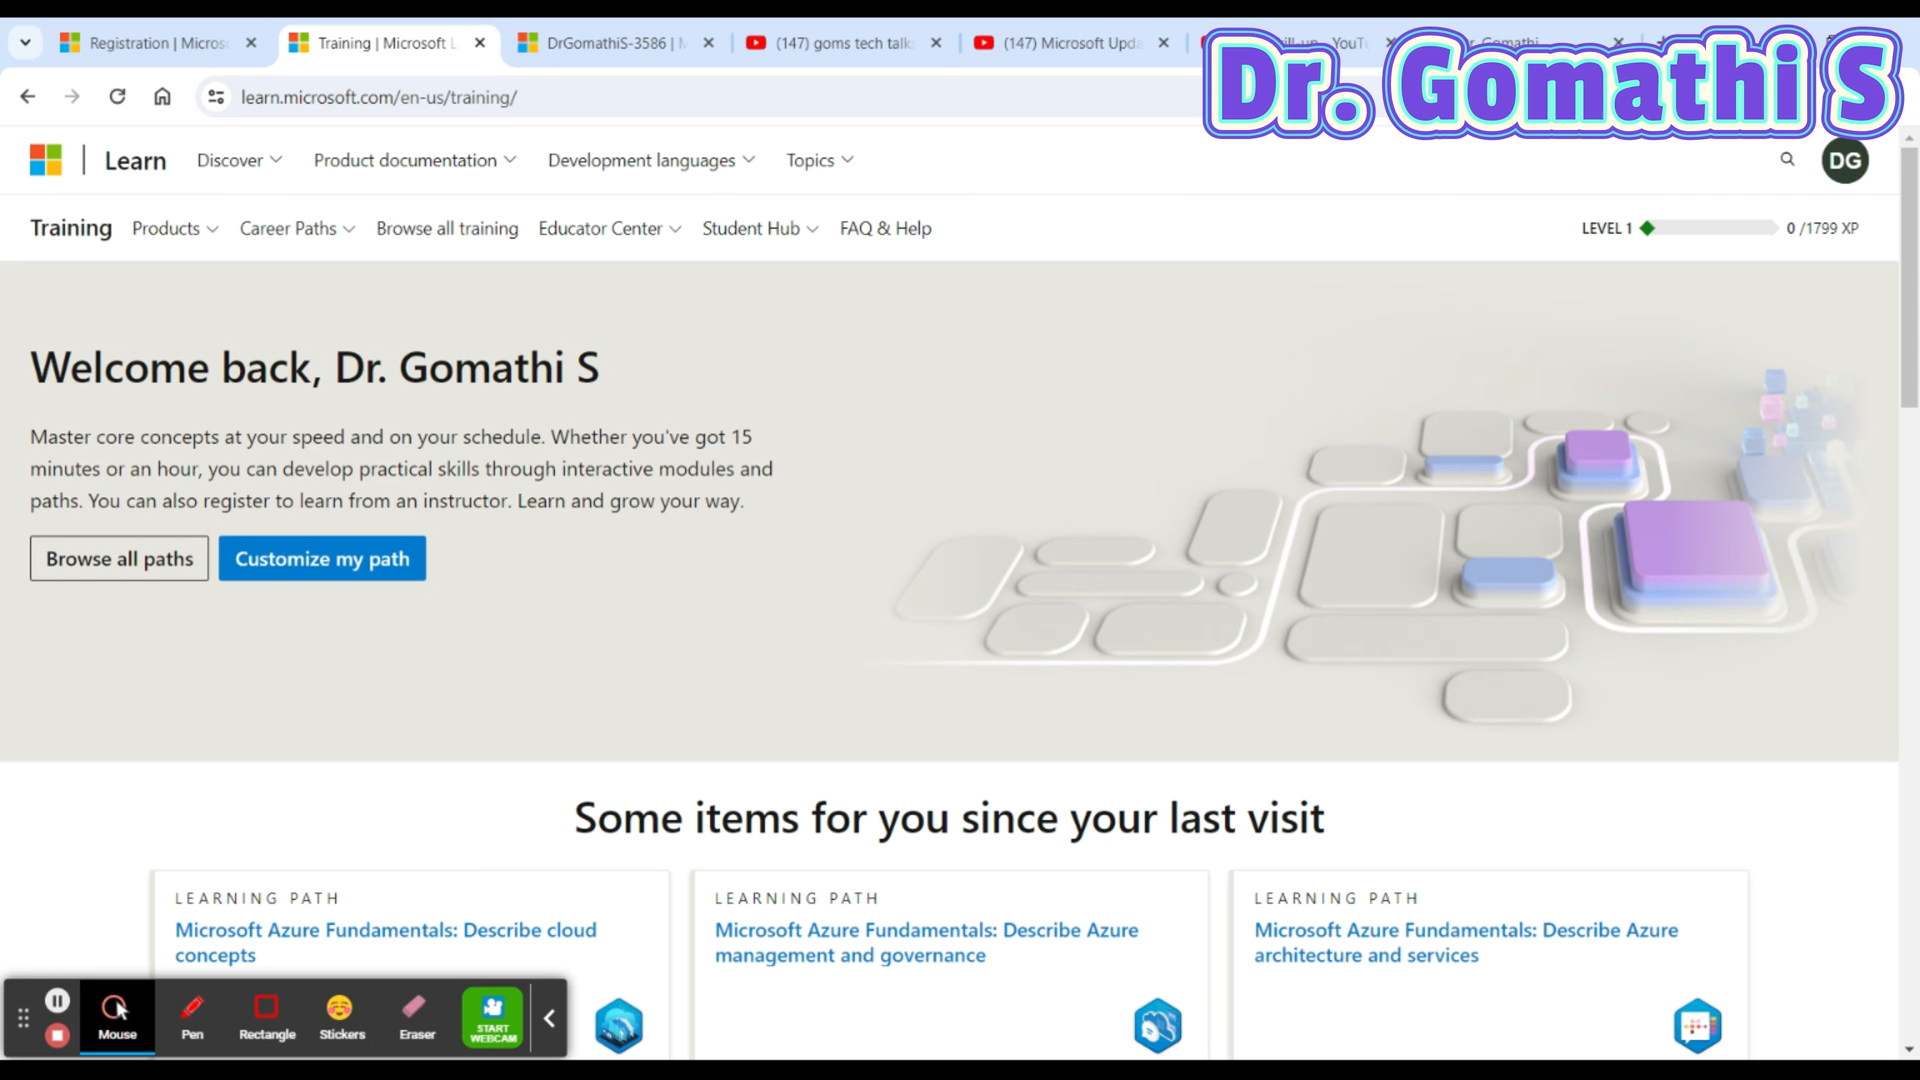 Registration | Micros
Training | Microsoft L
DrGomathiS-3586 | M
(147) goms tech talk
(147) Microsoft Upda
Dr. Gomathi S
learn.microsoft.com/en-us/training/
Learn
Discover
Product documentation
Development languages
Topics
DG
Training
Products
Career Paths
Browse all training
Educator Center
Student Hub
FAQ & Help
LEVEL 1
0 /1799 XP
Welcome back, Dr. Gomathi S
Master core concepts at your speed and on your schedule. Whether you've got 15
minutes or an hour, you can develop practical skills through interactive modules and
paths. You can also register to learn from an instructor. Learn and grow your way.
Browse all paths
Customize my path
Some items for you since your last visit
LEARNING PATH
Microsoft Azure Fundamentals: Describe cloud
concepts
LEARNING PATH
Microsoft Azure Fundamentals: Describe Azure
management and governance
LEARNING PATH
Microsoft Azure Fundamentals: Describe Azure
architecture and services
Mouse
Pen
Rectangle
Stickers
Eraser
START
WEBCAM